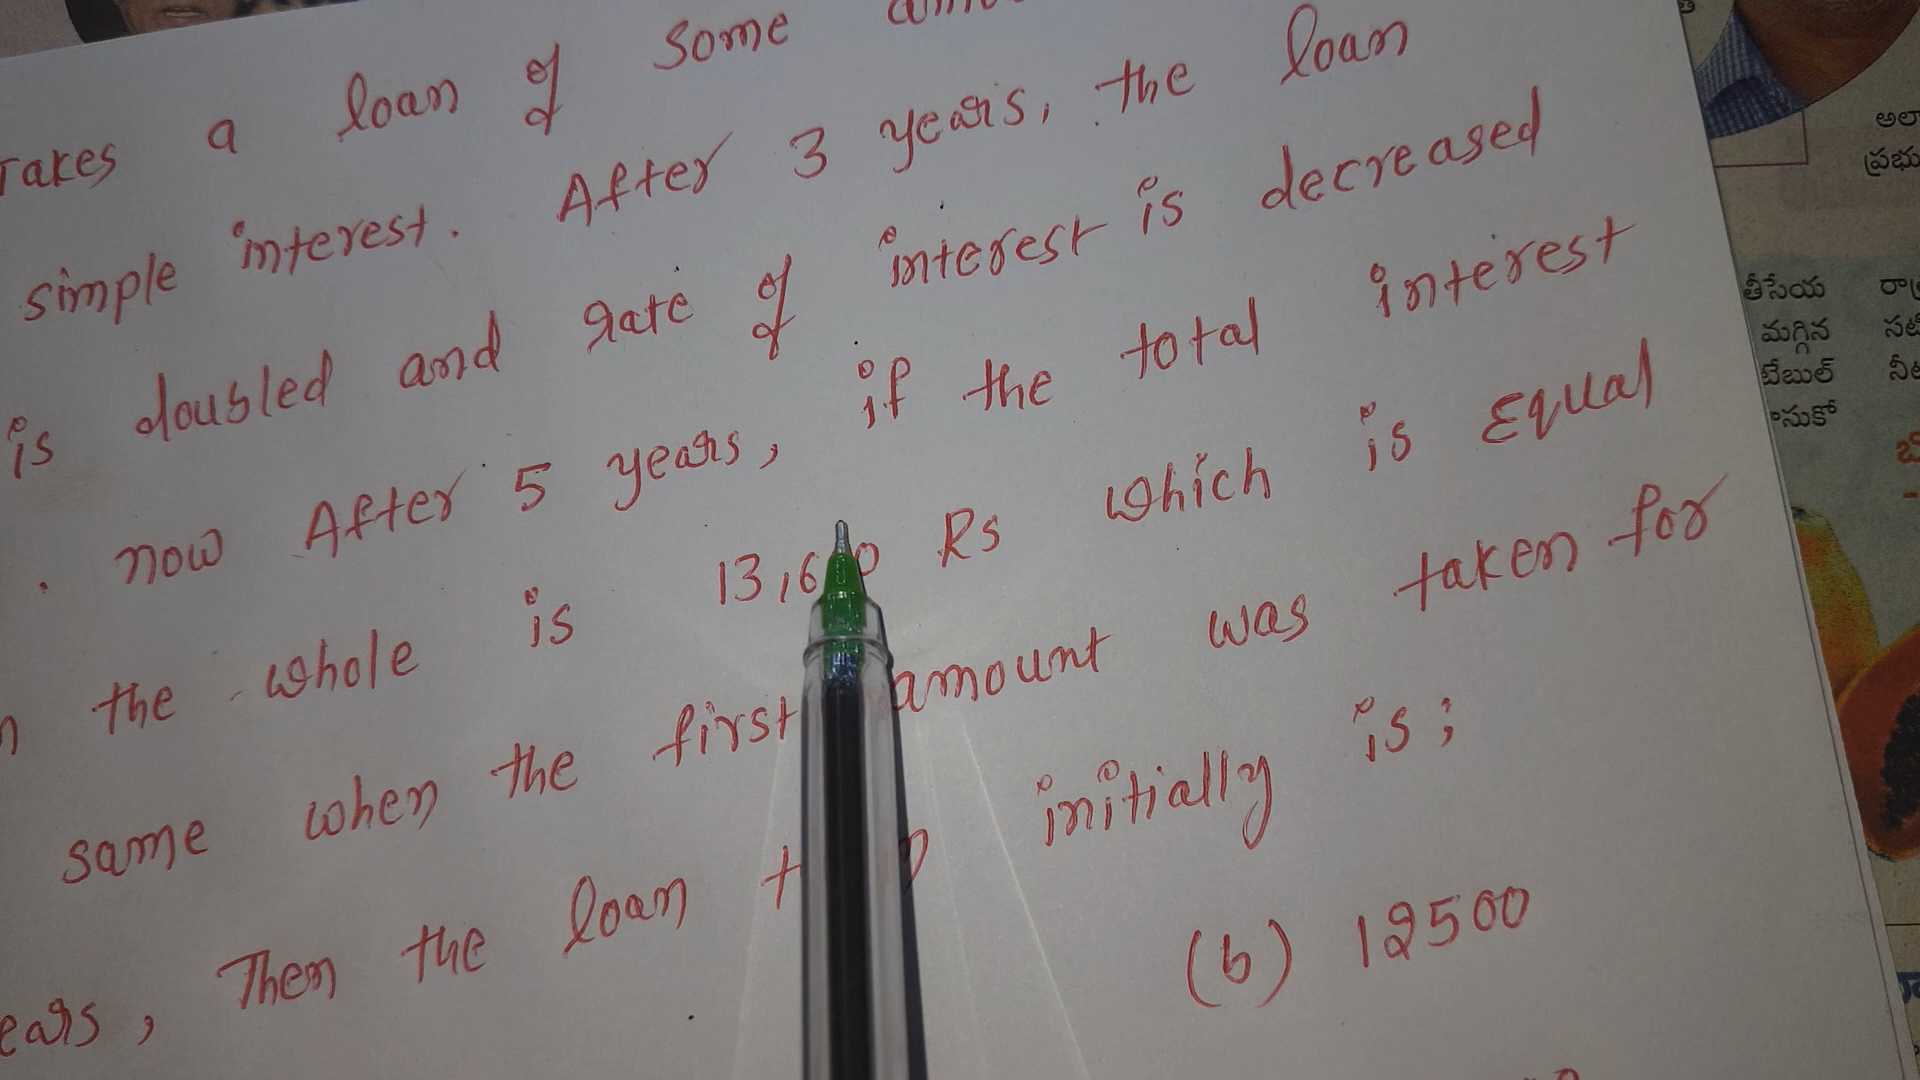 Takes a loan of some
simple interest. After 3 years, the loan
is doubled and rate of interest is decreased
. now After 5 years, if the total interest
the whole is 13,6 0 Rs which is Equal
same when the first amount was taken for
ears, Then the loan initially is;
(b) 12500
అలా
తీసేయ
మగ్గిన
టేబుల్